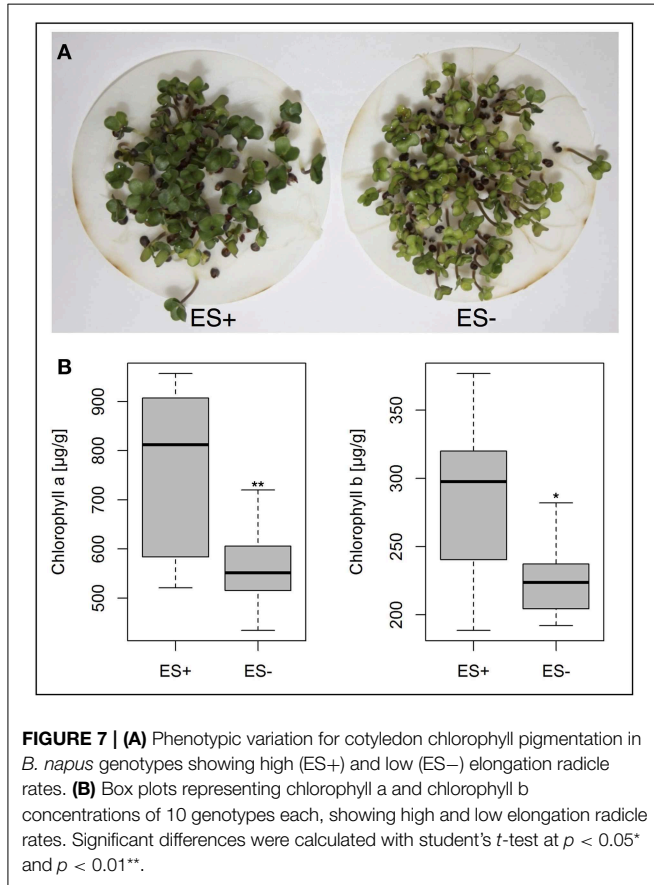 A
ES+ ES-
B
Chlorophyll a [µg/g]
900
800
700
600
500
**
ES+ ES-
Chlorophyll b [µg/g]
350
300
250
200
*
ES+ ES-
FIGURE 7 | (A) Phenotypic variation for cotyledon chlorophyll pigmentation in
B. napus genotypes showing high (ES+) and low (ES−) elongation radicle
rates. (B) Box plots representing chlorophyll a and chlorophyll b
concentrations of 10 genotypes each, showing high and low elongation radicle
rates. Significant differences were calculated with student's t-test at p < 0.05*
and p < 0.01**.